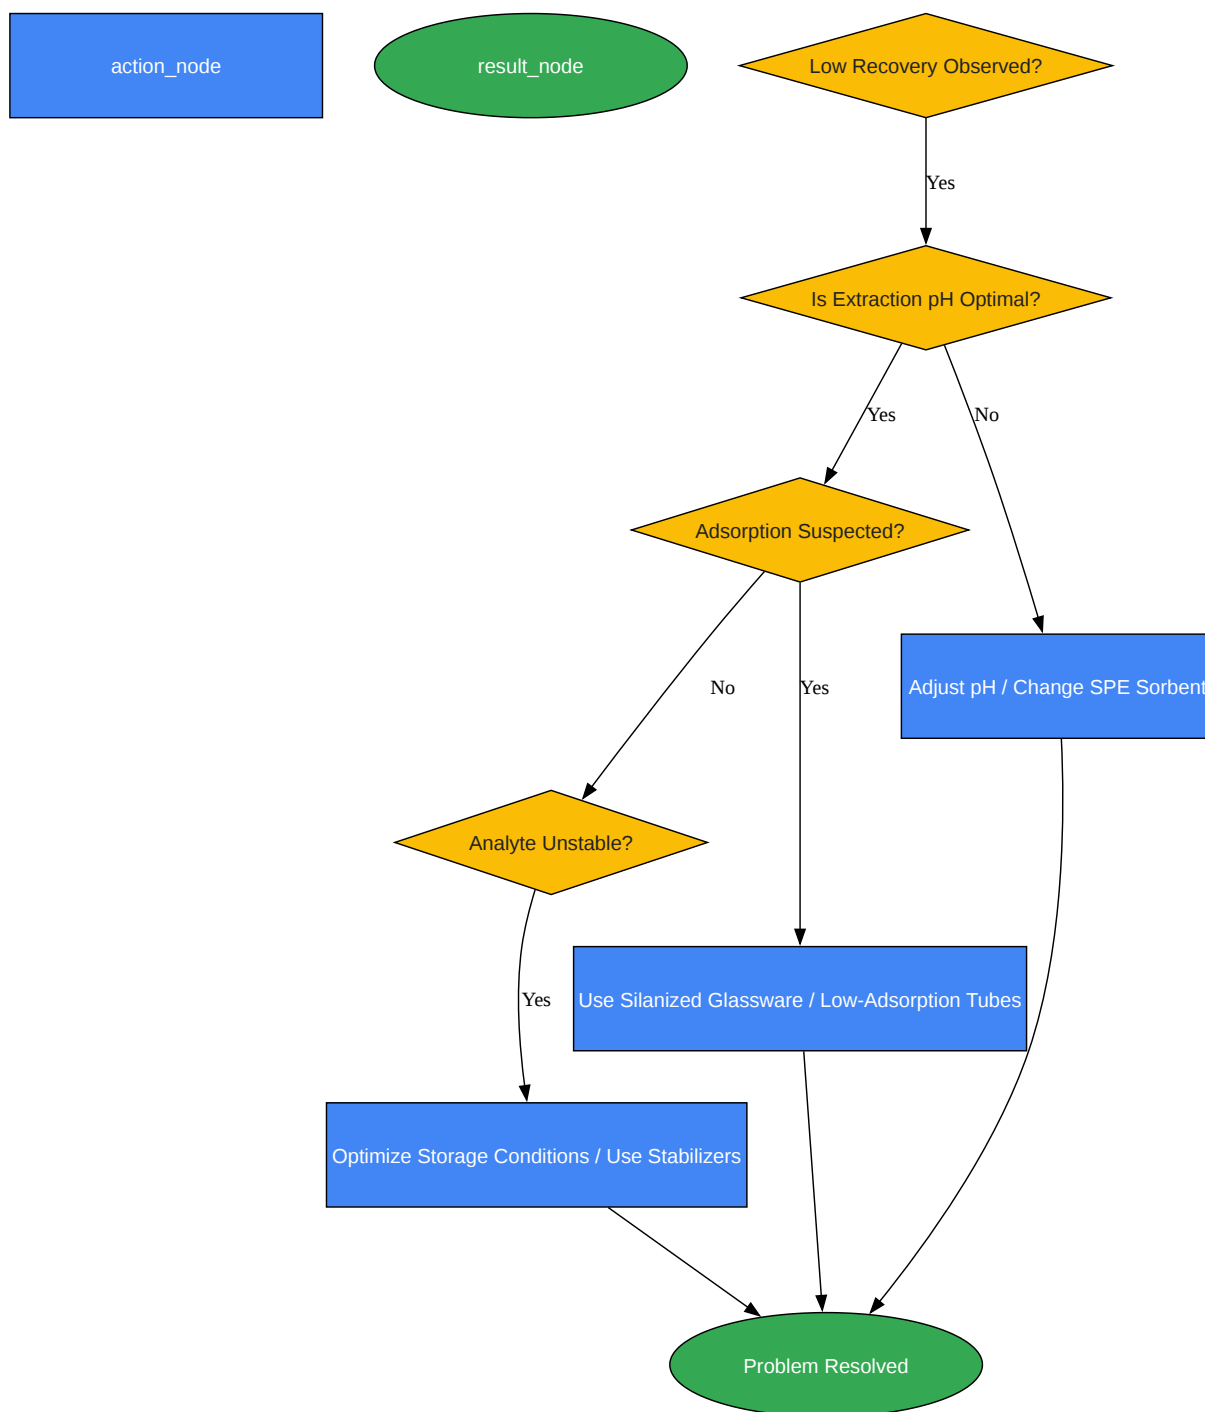 action_node
result_node
Low Recovery Observed?
Yes
Is Extraction pH Optimal?
Yes
No
Adsorption Suspected?
No
Yes
Adjust pH / Change SPE Sorbent
Analyte Unstable?
Yes
Use Silanized Glassware / Low-Adsorption Tubes
Optimize Storage Conditions / Use Stabilizers
Problem Resolved